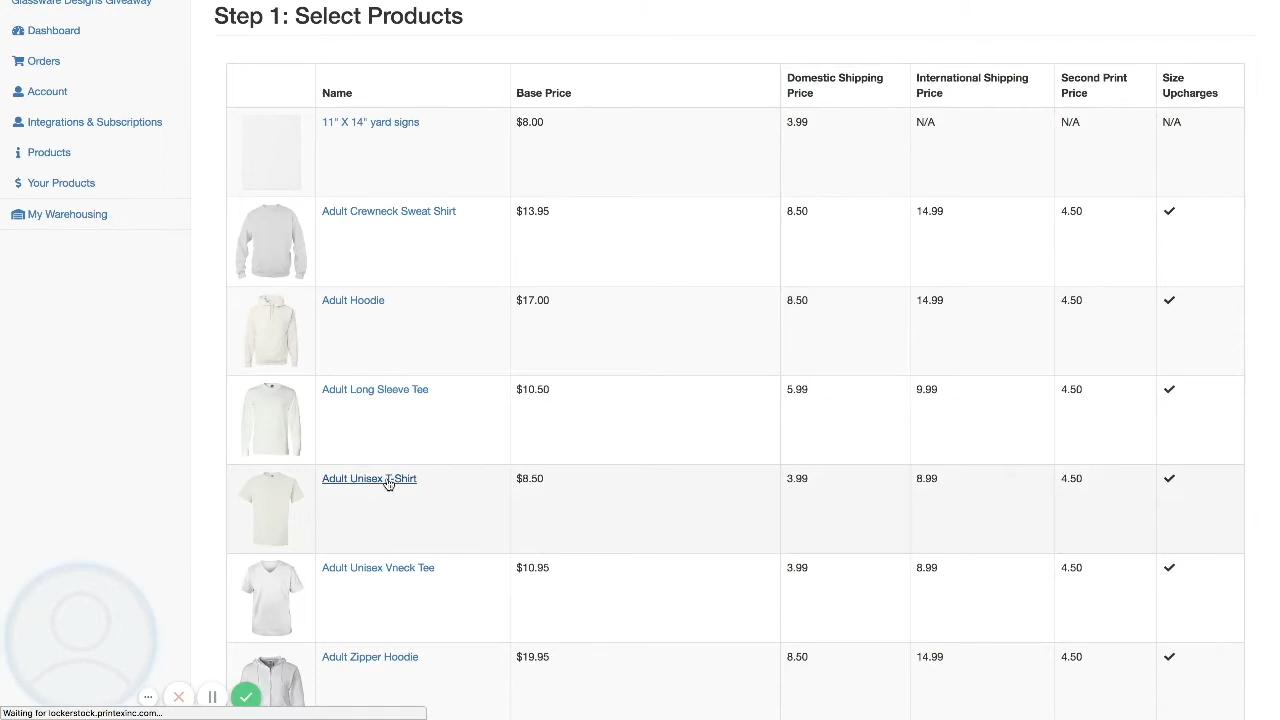 Glassware Designs Giveaway
Dashboard
Orders
Account
Integrations & Subscriptions
Products
Your Products
My Warehousing
Step 1: Select Products
Name Base Price Domestic Shipping Price International Shipping Price Second Print Price Size Upcharges
11" X 14" yard signs $8.00 3.99 N/A N/A N/A
Adult Crewneck Sweat Shirt $13.95 8.50 14.99 4.50
Adult Hoodie $17.00 8.50 14.99 4.50
Adult Long Sleeve Tee $10.50 5.99 9.99 4.50
Adult Unisex T-Shirt $8.50 3.99 8.99 4.50
Adult Unisex Vneck Tee $10.95 3.99 8.99 4.50
Adult Zipper Hoodie $19.95 8.50 14.99 4.50
Waiting for lockerstock.printexinc.com...